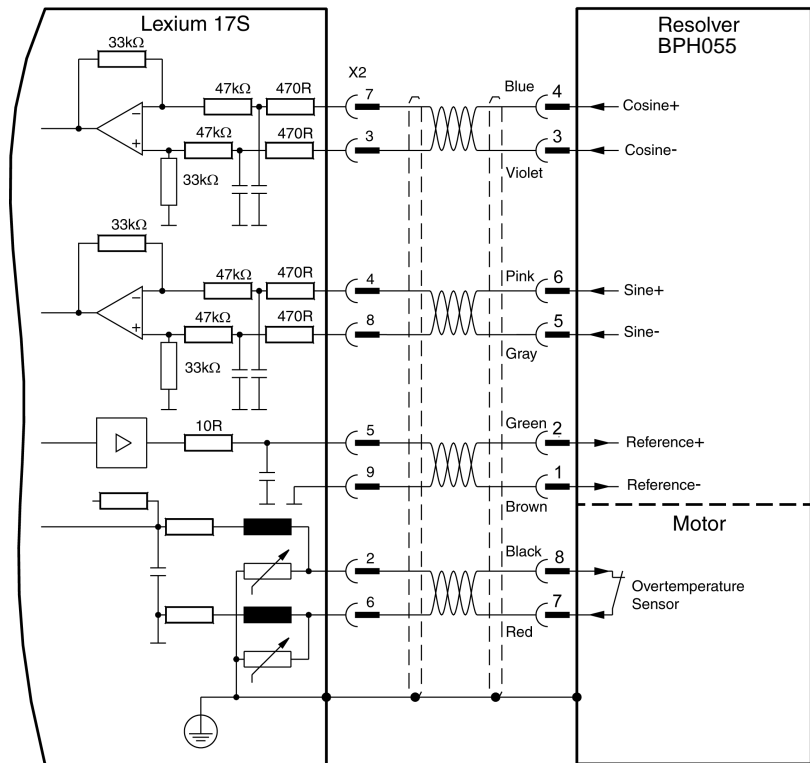 Lexium 17S
Resolver
BPH055
33kΩ
X2
47kΩ 470R 7 Blue 4 Cosine+
−
+
47kΩ 470R 3 Violet 3 Cosine-
33kΩ
33kΩ
47kΩ 470R 4 Pink 6 Sine+
−
+
47kΩ 470R 8 Gray 5 Sine-
33kΩ
10R 5 Green 2 Reference+
9 Brown 1 Reference-
Motor
2 Black 8
Overtemperature
Sensor
6 Red 7